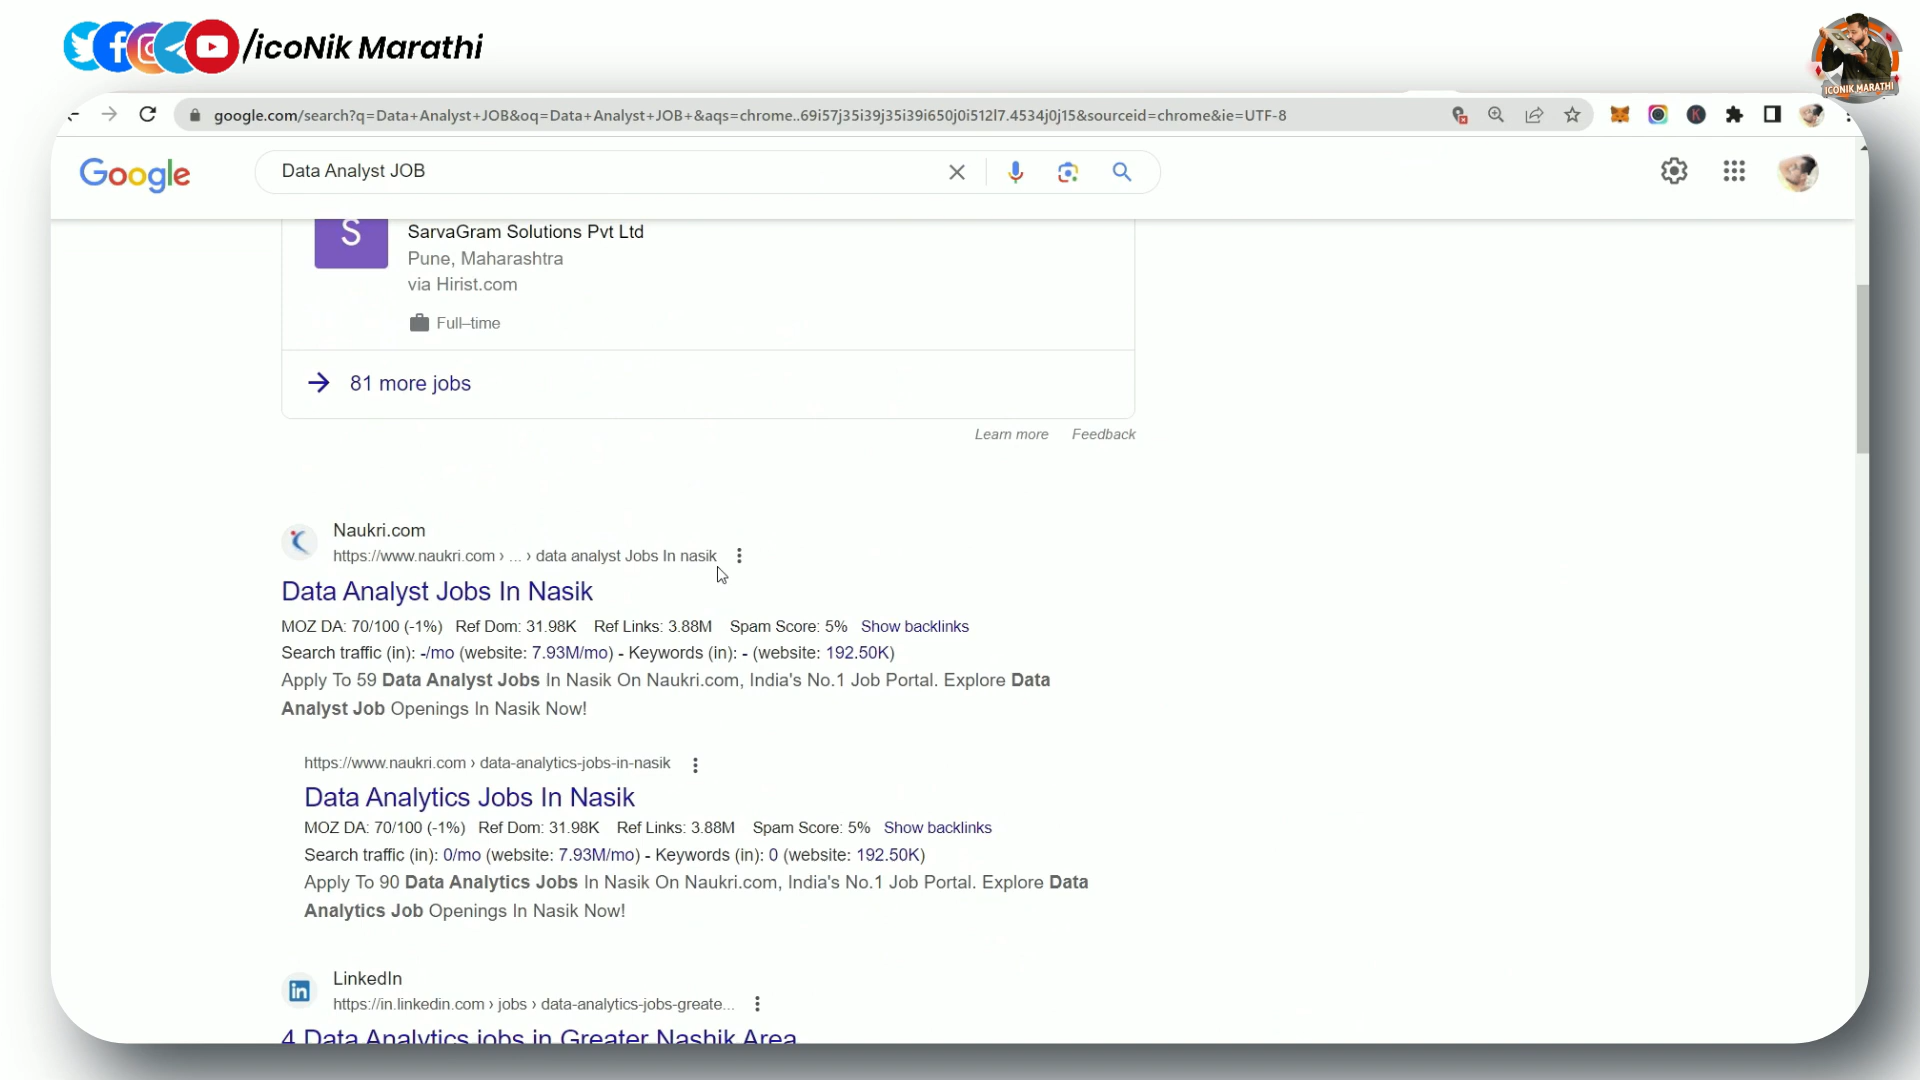 /icoNik Marathi
ICONIK MARATHI
google.com/search?q=Data+Analyst+JOB&oq=Data+Analyst+JOB+&aqs=chrome..69i57j35i39j35i39i650j0i512l7.4534j0j15&sourceid=chrome&ie=UTF-8
Google
Data Analyst JOB
S
SarvaGram Solutions Pvt Ltd
Pune, Maharashtra
via Hirist.com
Full–time
81 more jobs
Learn more Feedback
Naukri.com
https://www.naukri.com › ... › data analyst Jobs In nasik
Data Analyst Jobs In Nasik
MOZ DA: 70/100 (-1%) Ref Dom: 31.98K Ref Links: 3.88M Spam Score: 5% Show backlinks
Search traffic (in): -/mo (website: 7.93M/mo) - Keywords (in): - (website: 192.50K)
Apply To 59 Data Analyst Jobs In Nasik On Naukri.com, India's No.1 Job Portal. Explore Data
Analyst Job Openings In Nasik Now!
https://www.naukri.com › data-analytics-jobs-in-nasik
Data Analytics Jobs In Nasik
MOZ DA: 70/100 (-1%) Ref Dom: 31.98K Ref Links: 3.88M Spam Score: 5% Show backlinks
Search traffic (in): 0/mo (website: 7.93M/mo) - Keywords (in): 0 (website: 192.50K)
Apply To 90 Data Analytics Jobs In Nasik On Naukri.com, India's No.1 Job Portal. Explore Data
Analytics Job Openings In Nasik Now!
LinkedIn
https://in.linkedin.com › jobs › data-analytics-jobs-greate...
4 Data Analytics jobs in Greater Nashik Area